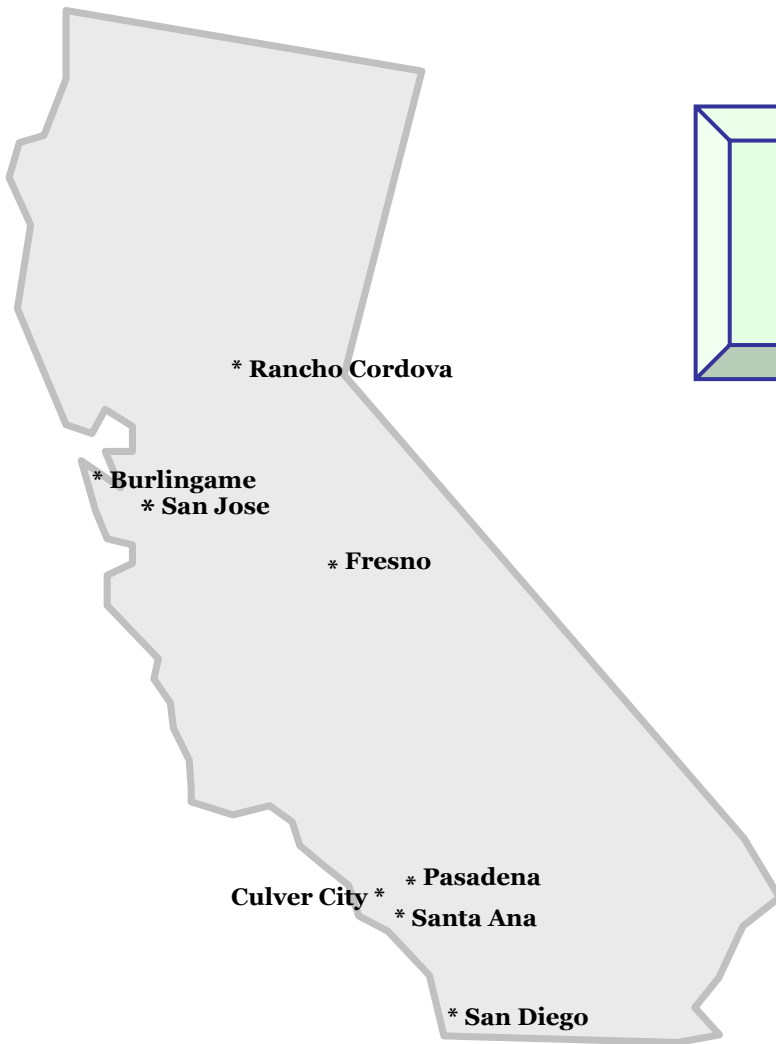 * Rancho Cordova
* Burlingame
* San Jose
* Fresno
* Pasadena
Culver City *
* Santa Ana
* San Diego